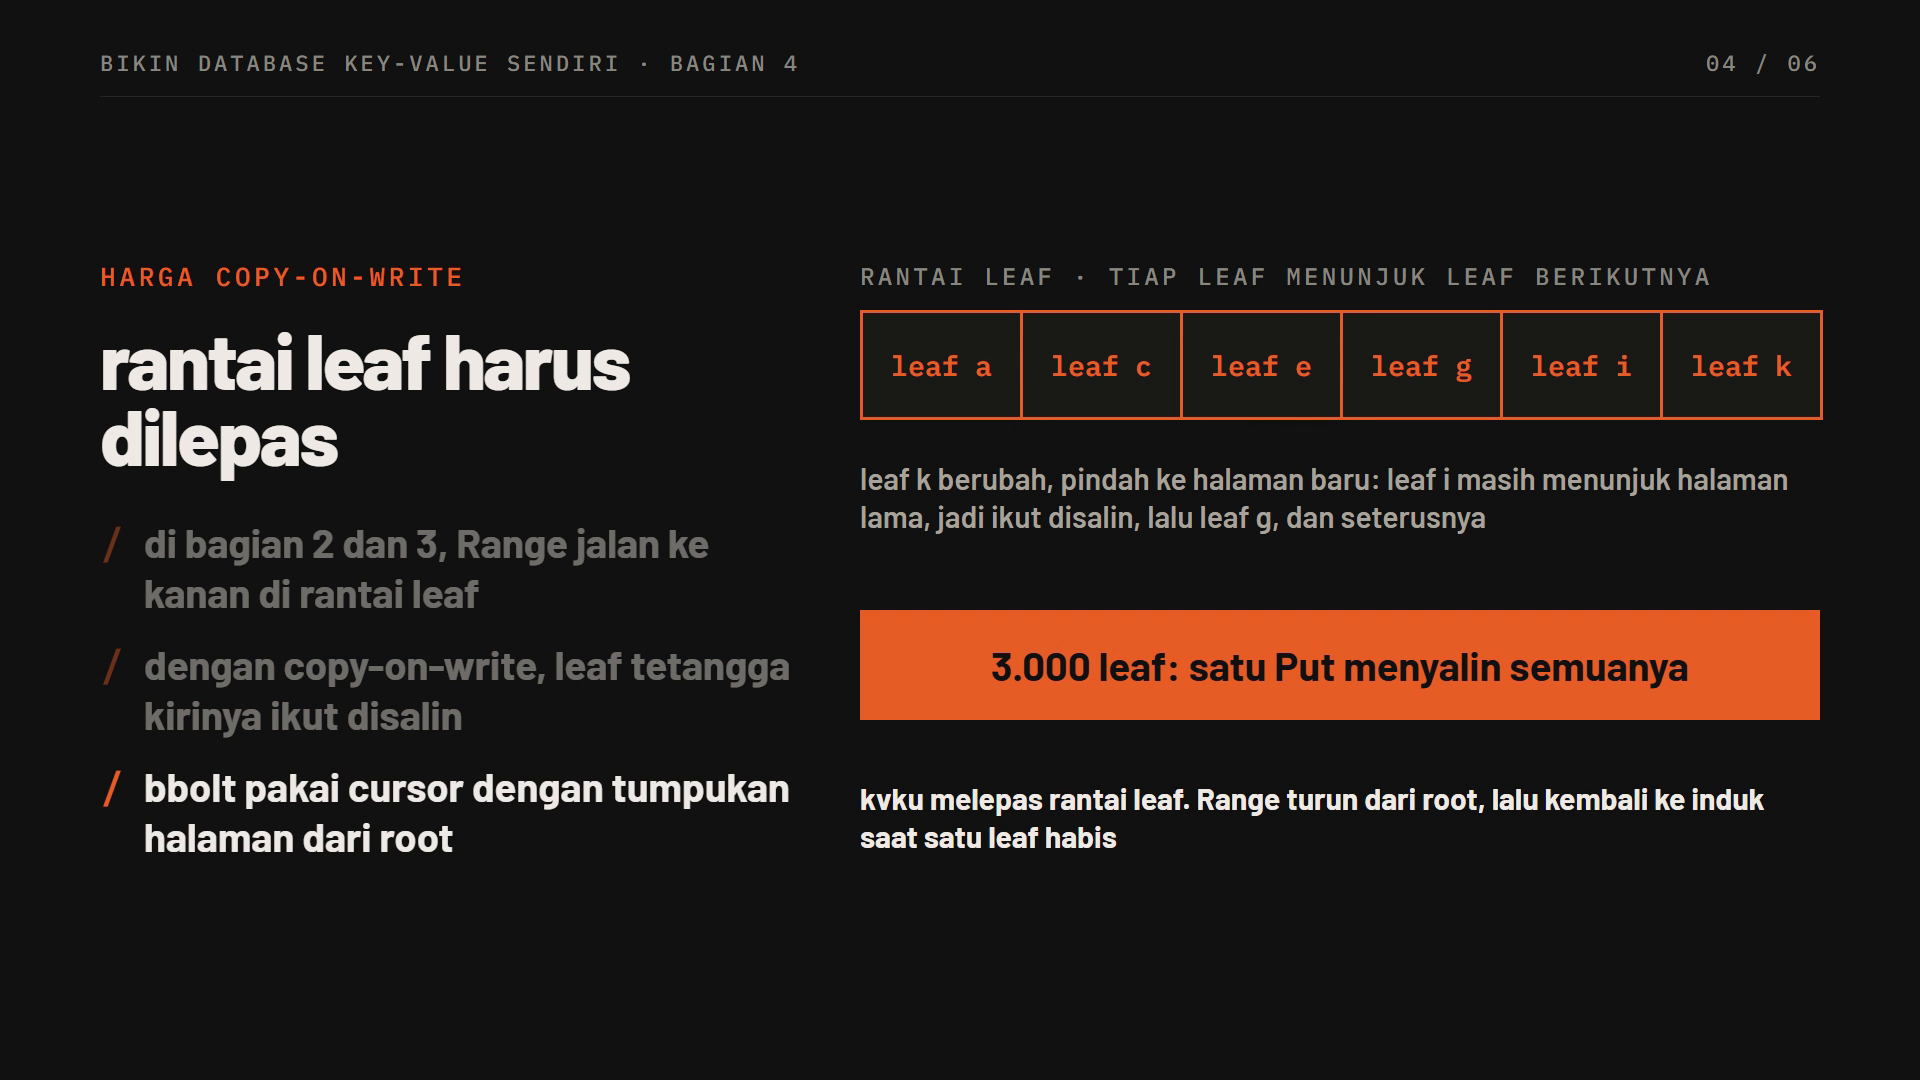 BIKIN DATABASE KEY-VALUE SENDIRI · BAGIAN 4
04 / 06
HARGA COPY-ON-WRITE
rantai leaf harus
dilepas
/ di bagian 2 dan 3, Range jalan ke
kanan di rantai leaf
/ dengan copy-on-write, leaf tetangga
kirinya ikut disalin
/ bbolt pakai cursor dengan tumpukan
halaman dari root
RANTAI LEAF · TIAP LEAF MENUNJUK LEAF BERIKUTNYA
leaf a leaf c leaf e leaf g leaf i leaf k
leaf k berubah, pindah ke halaman baru: leaf i masih menunjuk halaman
lama, jadi ikut disalin, lalu leaf g, dan seterusnya
3.000 leaf: satu Put menyalin semuanya
kvku melepas rantai leaf. Range turun dari root, lalu kembali ke induk
saat satu leaf habis